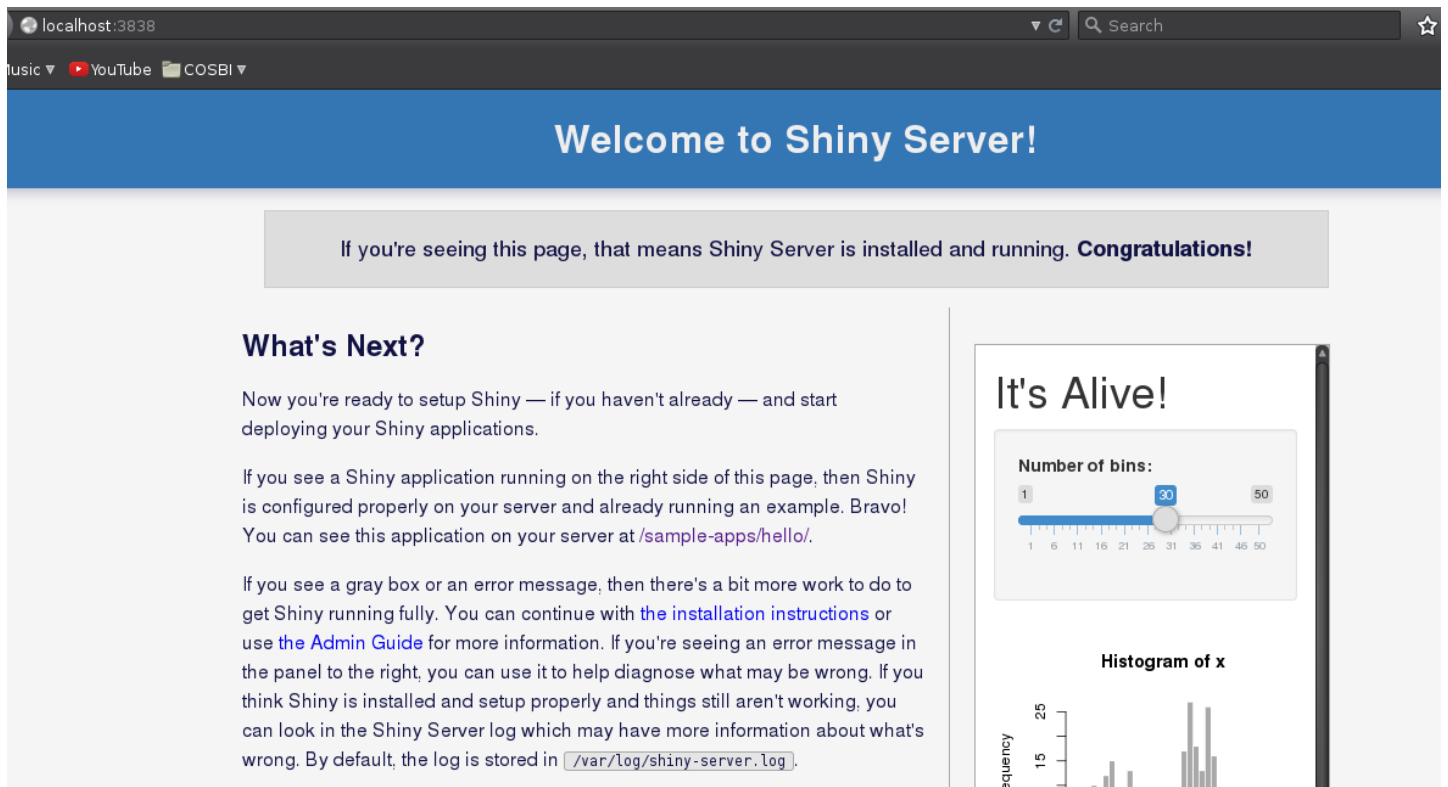 localhost:3838
Search
YouTube
COSBI
Welcome to Shiny Server!
If you're seeing this page, that means Shiny Server is installed and running. Congratulations!
What's Next?
Now you're ready to setup Shiny — if you haven't already — and start
deploying your Shiny applications.
If you see a Shiny application running on the right side of this page, then Shiny
is configured properly on your server and already running an example. Bravo!
You can see this application on your server at /sample-apps/hello/.
If you see a gray box or an error message, then there's a bit more work to do to
get Shiny running fully. You can continue with the installation instructions or
use the Admin Guide for more information. If you're seeing an error message in
the panel to the right, you can use it to help diagnose what may be wrong. If you
think Shiny is installed and setup properly and things still aren't working, you
can look in the Shiny Server log which may have more information about what's
wrong. By default, the log is stored in /var/log/shiny-server.log.
It's Alive!
Number of bins:
1 30 50
1 6 11 16 21 26 31 36 41 46 50
Histogram of x
25
15